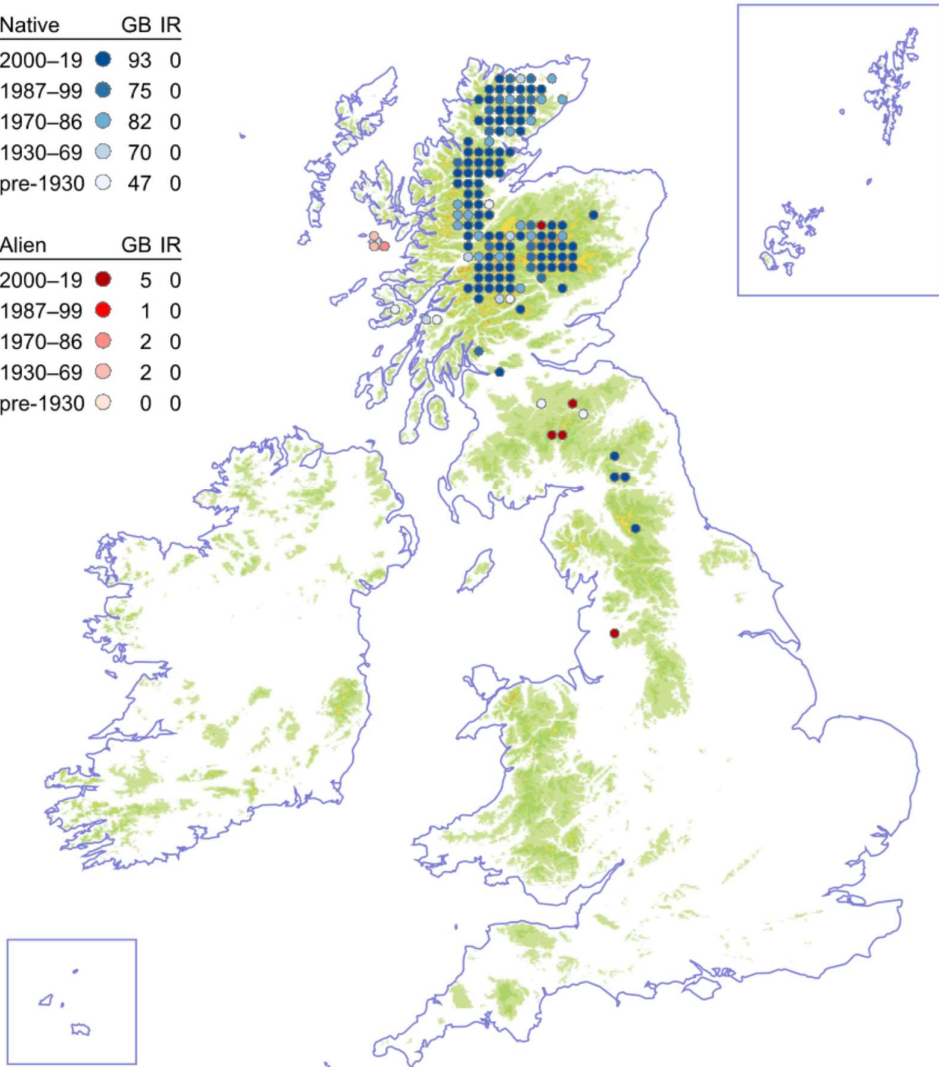 Native GB IR
2000–19 93 0
1987–99 75 0
1970–86 82 0
1930–69 70 0
pre-1930 47 0
Alien GB IR
2000–19 5 0
1987–99 1 0
1970–86 2 0
1930–69 2 0
pre-1930 0 0